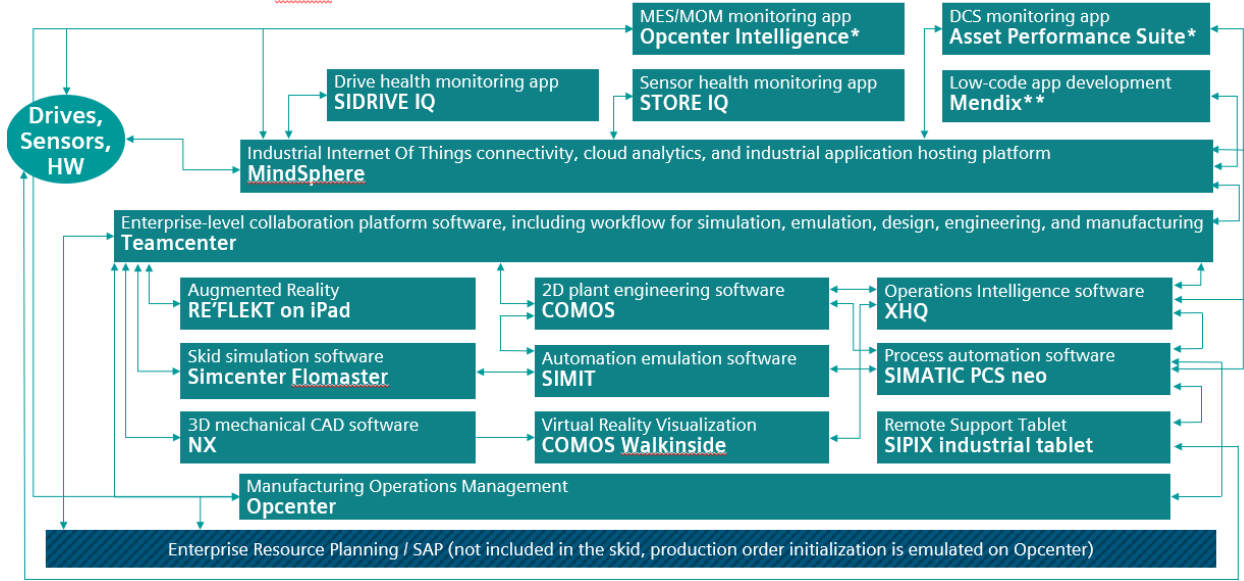 MES/MOM monitoring app
Opcenter Intelligence*
DCS monitoring app
Asset Performance Suite*
Drive health monitoring app
SIDRIVE IQ
Sensor health monitoring app
STORE IQ
Low-code app development
Mendix**
Drives,
Sensors,
HW
Industrial Internet Of Things connectivity, cloud analytics, and industrial application hosting platform
MindSphere
Enterprise-level collaboration platform software, including workflow for simulation, emulation, design, engineering, and manufacturing
Teamcenter
Augmented Reality
RE'FLEKT on iPad
2D plant engineering software
COMOS
Operations Intelligence software
XHQ
Skid simulation software
Simcenter Flomaster
Automation emulation software
SIMIT
Process automation software
SIMATIC PCS neo
3D mechanical CAD software
NX
Virtual Reality Visualization
COMOS Walkinside
Remote Support Tablet
SIPIX industrial tablet
Manufacturing Operations Management
Opcenter
Enterprise Resource Planning / SAP (not included in the skid, production order initialization is emulated on Opcenter)